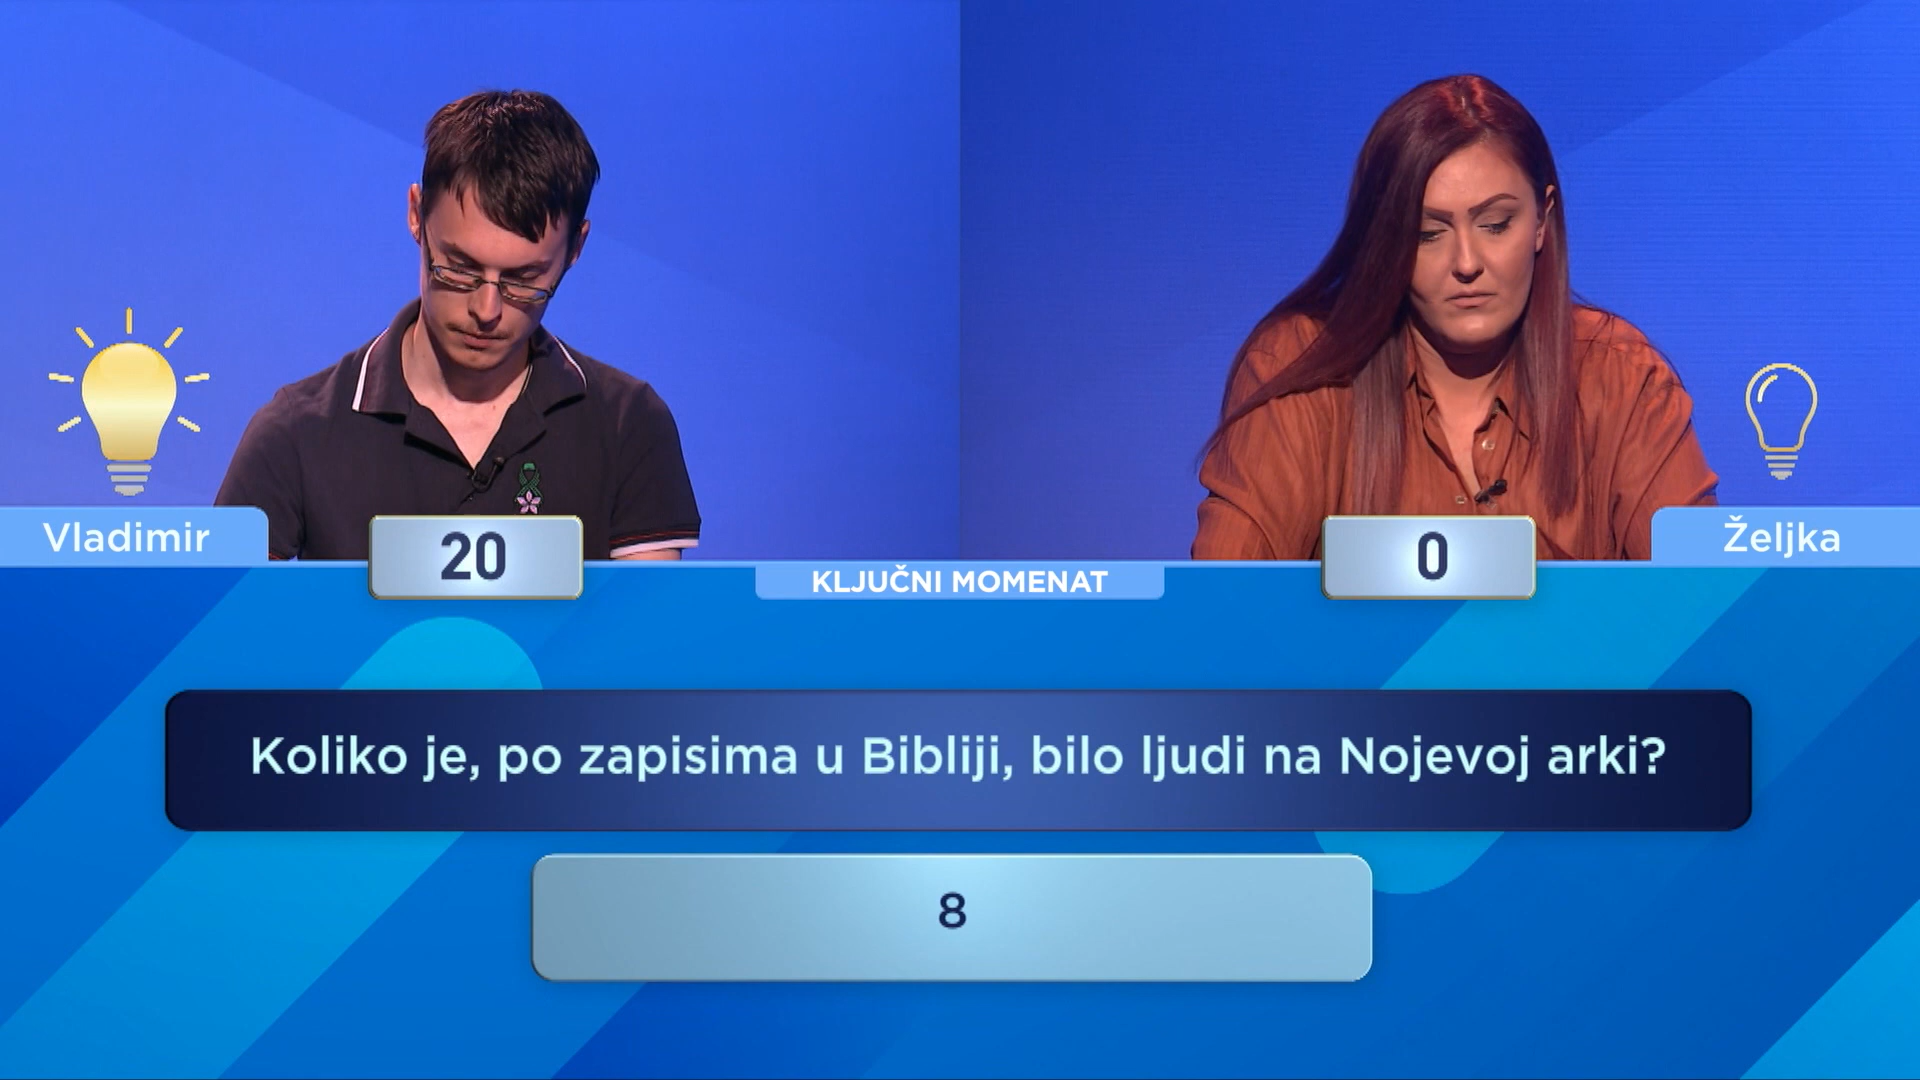 Vladimir
20
KLJUČNI MOMENAT
0
Željka
Koliko je, po zapisima u Bibliji, bilo ljudi na Nojevoj arki?
8